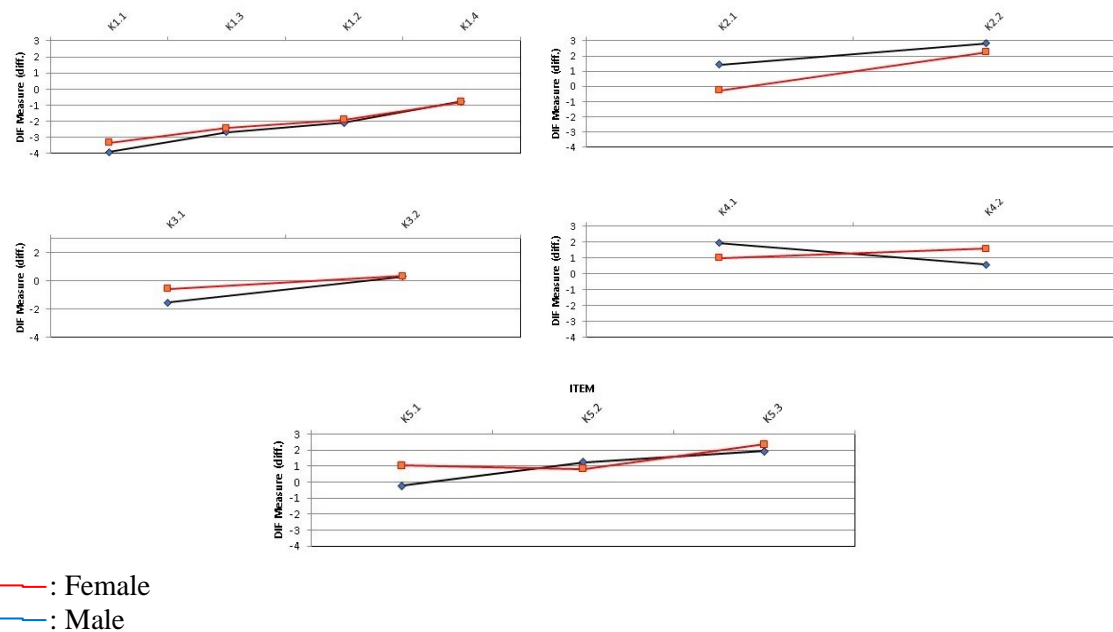 K1.1 K1.3 K1.2 K1.4
DIF Measure (diff.)
3
2
1
0
-1
-2
-3
-4
K2.1 K2.2
DIF Measure (diff.)
3
2
1
0
-1
-2
-3
-4
K3.1 K3.2
DIF Measure (diff.)
2
0
-2
-4
K4.1 K4.2
DIF Measure (diff.)
3
2
1
0
-1
-2
-3
-4
ITEM
K5.1 K5.2 K5.3
DIF Measure (diff.)
3
2
1
0
-1
-2
-3
-4
: Female
: Male